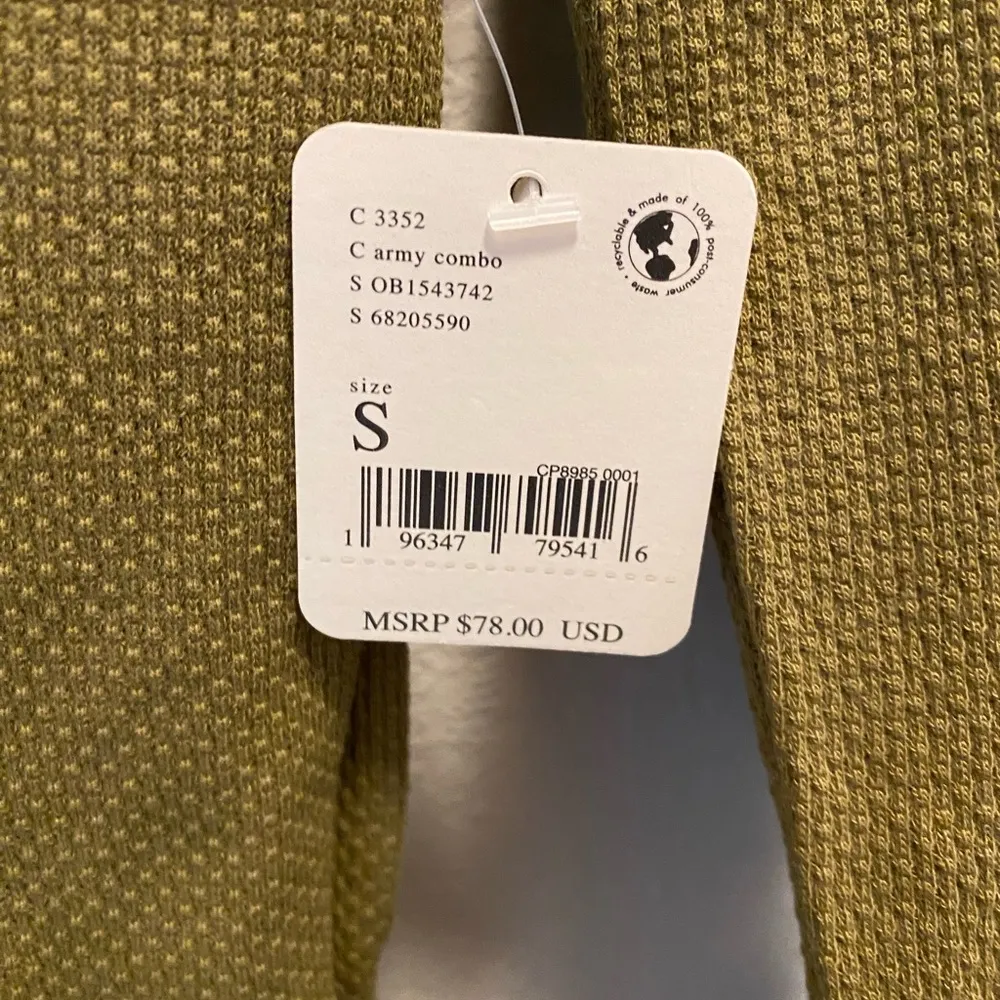 C 3352
C army combo
S OB1543742
S 68205590
recyclable & made of 100% post-consumer waste •
size
S
CP8985 0001
1 96347 79541 6
MSRP $78.00 USD